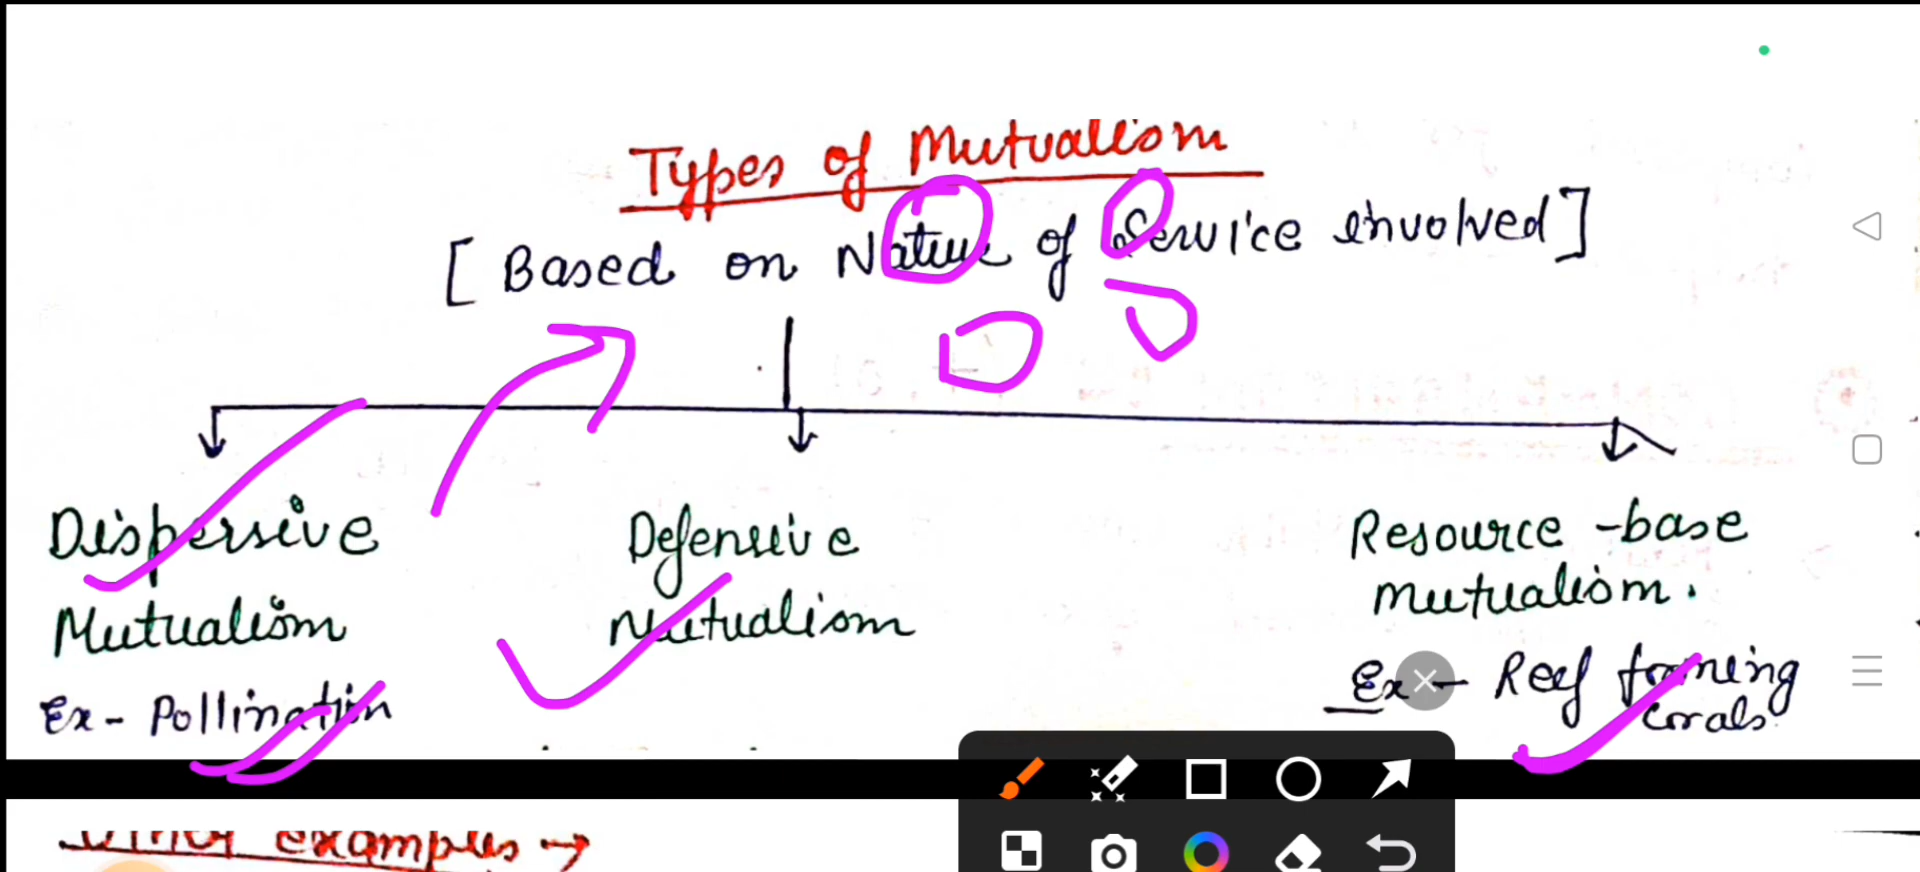 Types of Mutualism
[ Based on Nature of Service involved ]
Dispersive
Mutualism
Ex - Pollination
Defensive
Mutualism
Resource - base
mutualism.
Ex - Reef forming
corals.
examples →